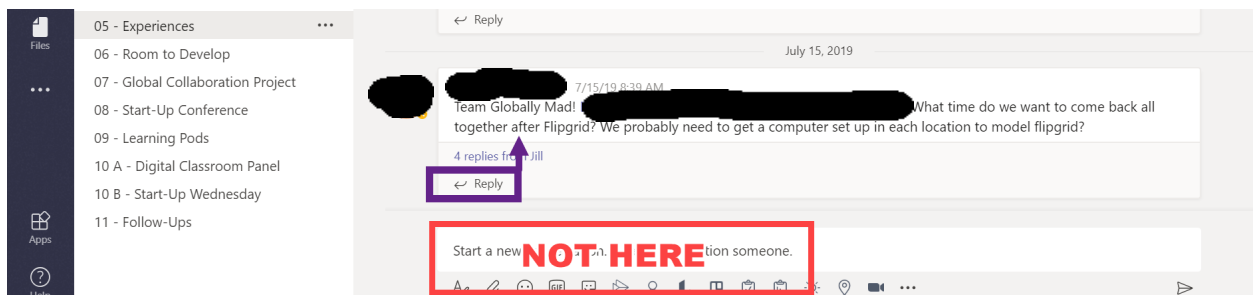 Files
05 - Experiences
06 - Room to Develop
07 - Global Collaboration Project
08 - Start-Up Conference
09 - Learning Pods
10 A - Digital Classroom Panel
10 B - Start-Up Wednesday
11 - Follow-Ups
Apps
Help
Reply
July 15, 2019
7/15/19 8:39 AM
Team Globally Mad! What time do we want to come back all
together after Flipgrid? We probably need to get a computer set up in each location to model flipgrid?
4 replies from Jill
Reply
Start a new tion someone.
NOT HERE
GIF